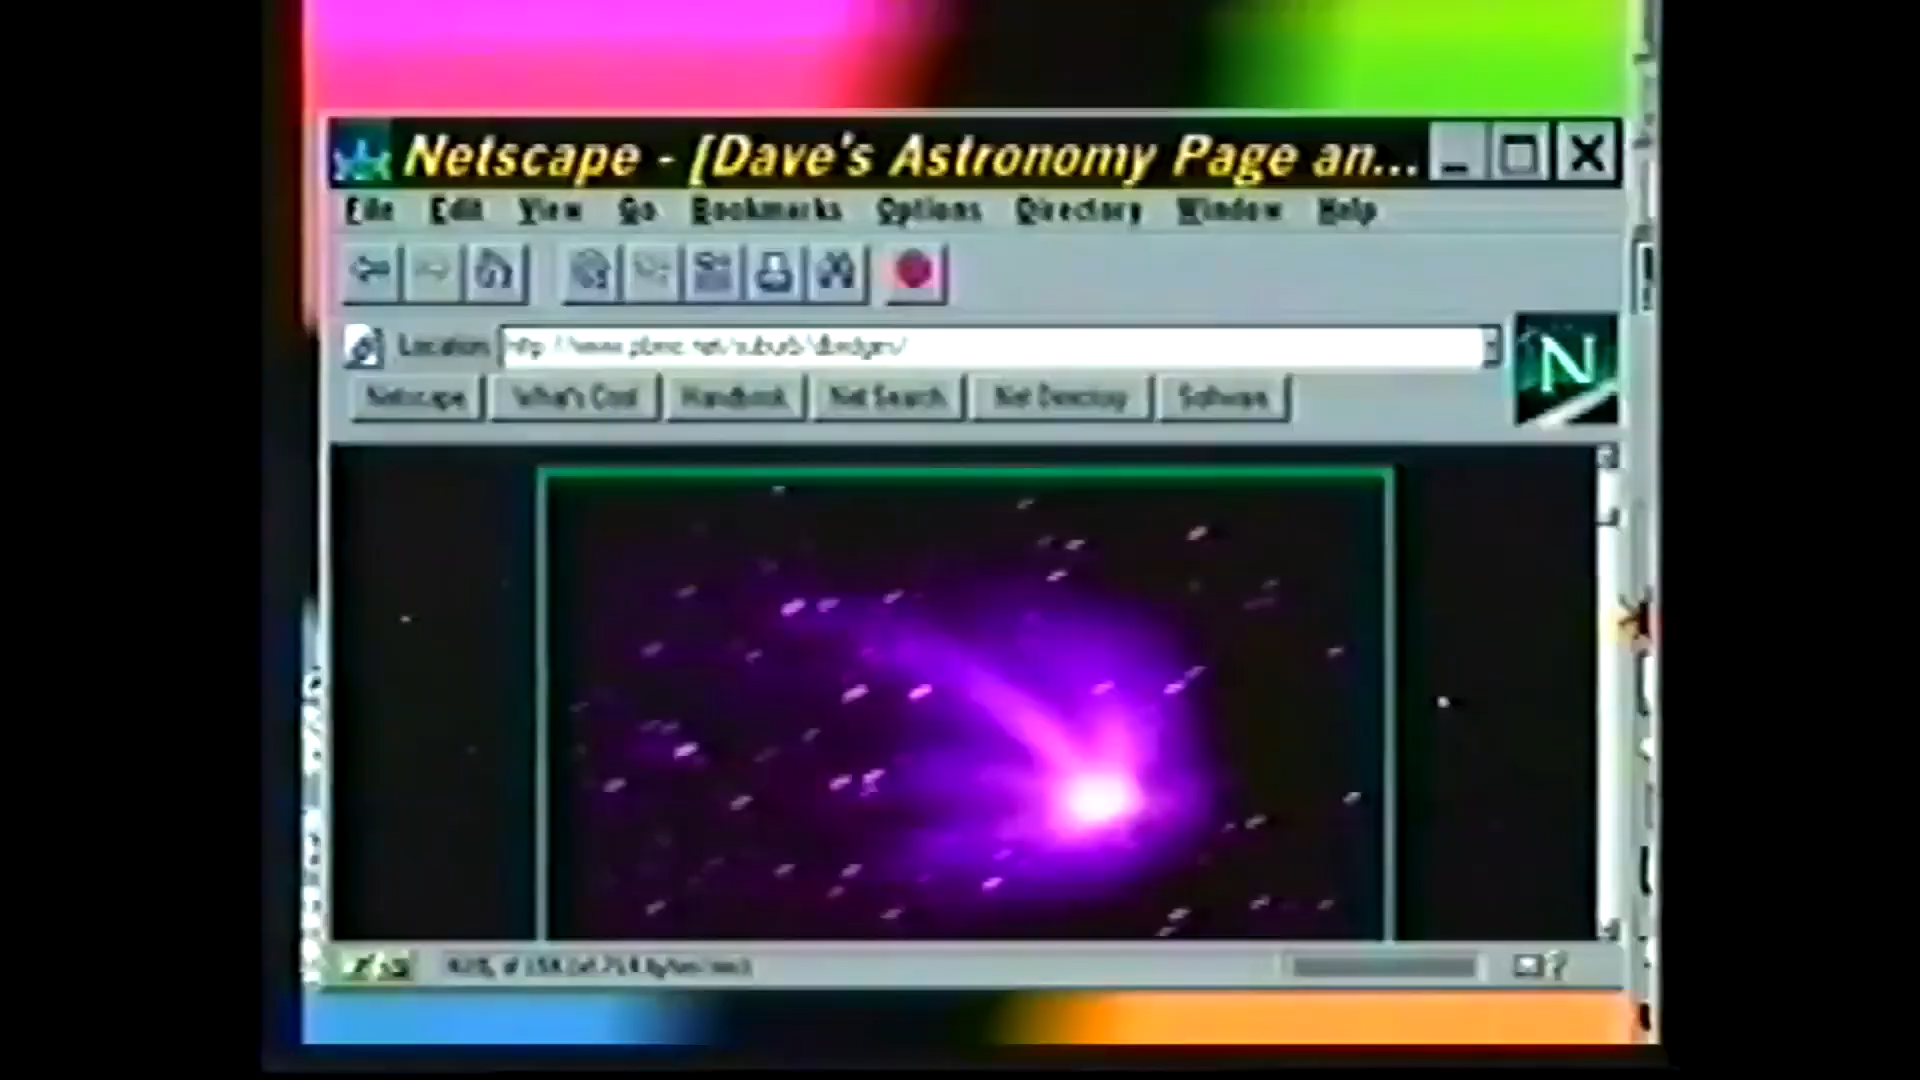 Netscape - [Dave's Astronomy Page an...
File Edit View Go Bookmarks Options Directory Window Help
Location:
N
Netscape What's Cool Handbook Net Search Net Directory Software